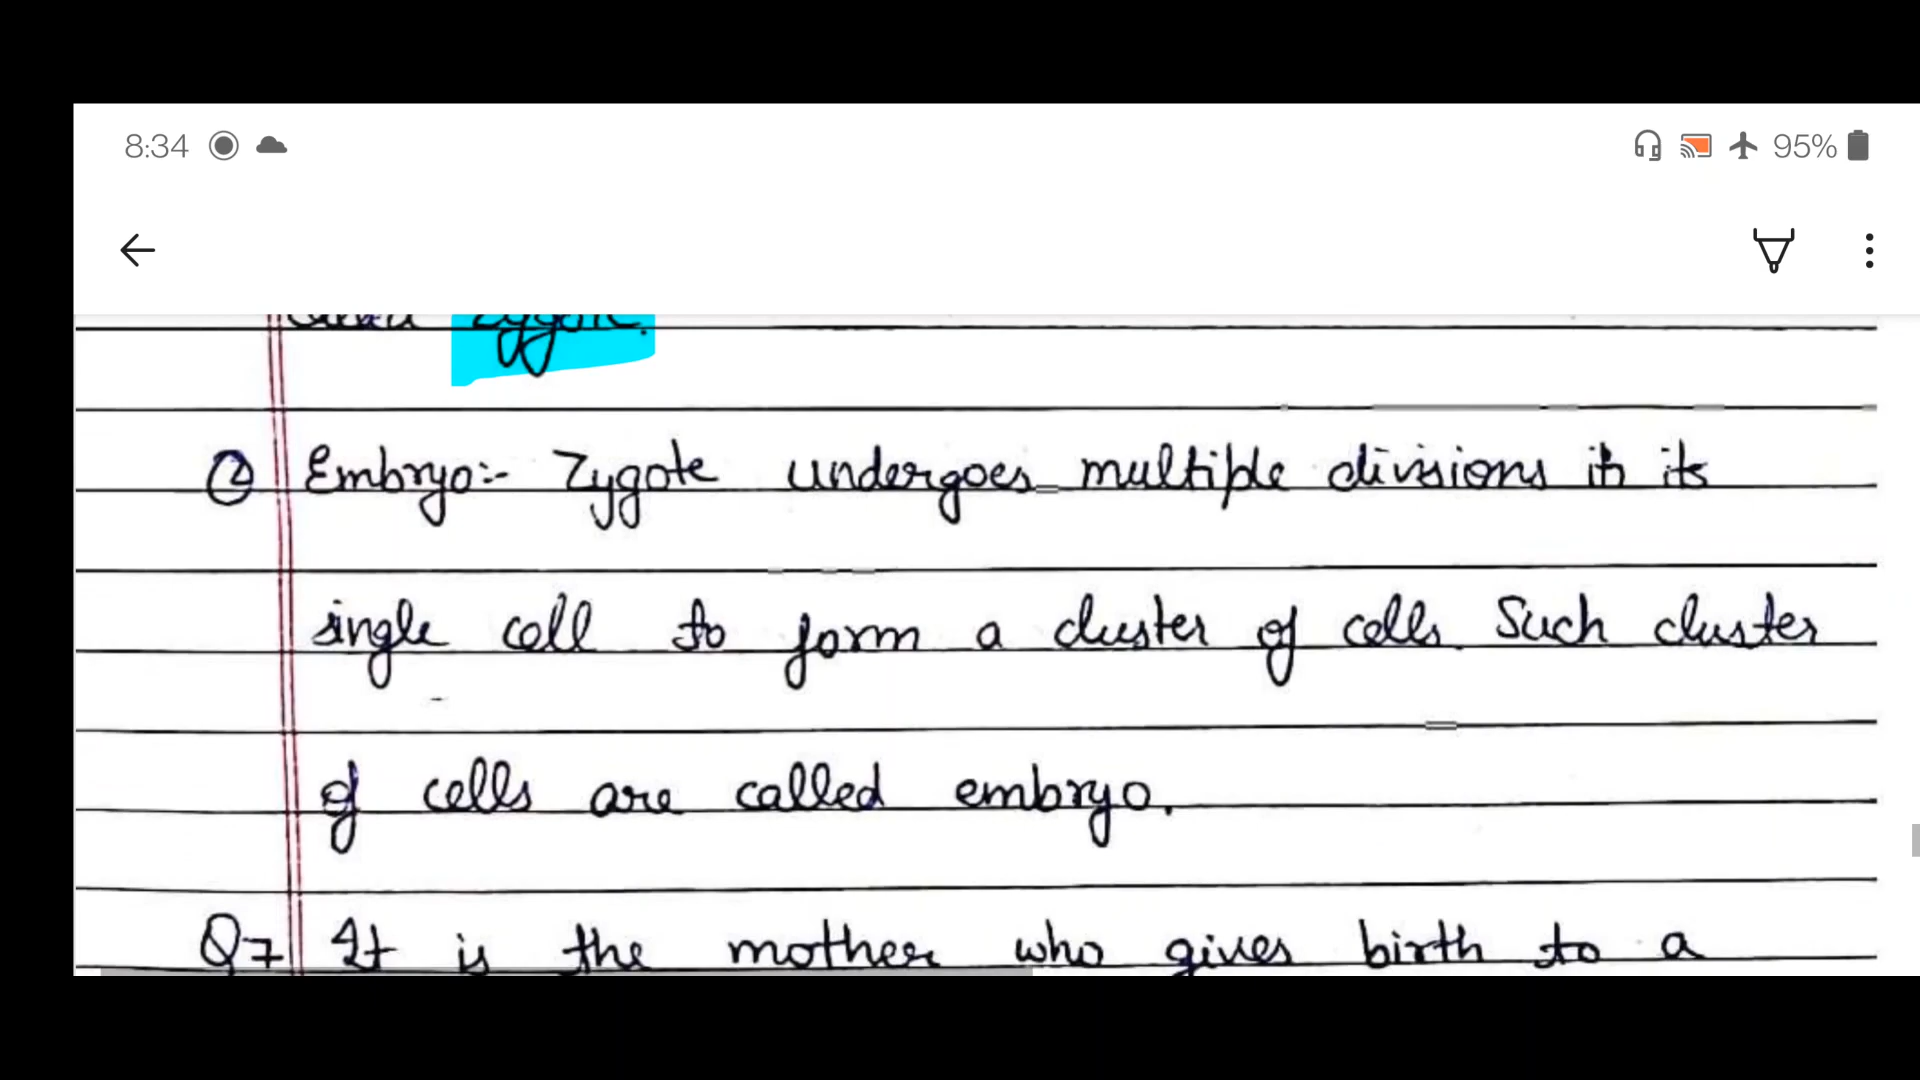 8:34 95%
Zygote.
② Embryo:- Zygote undergoes multiple divisions in its
single cell to form a cluster of cells. Such cluster
of cells are called embryo.
Q7 It is the mother who gives birth to a